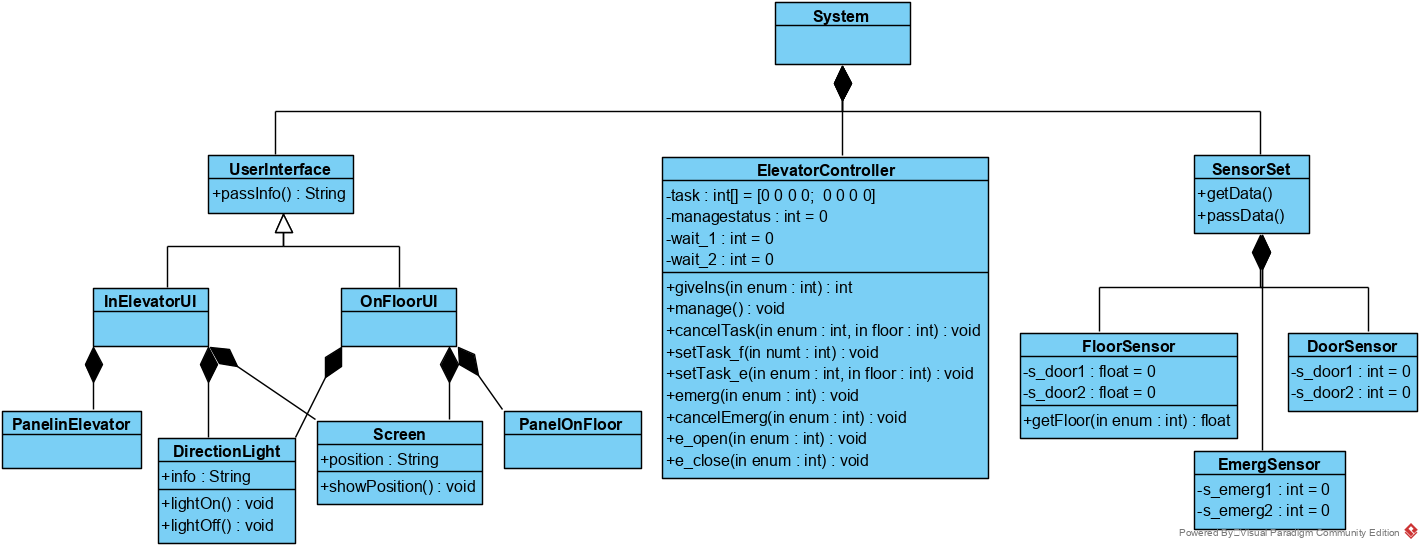 System
UserInterface
+passInfo() : String
ElevatorController
-task : int[] = [0 0 0 0;  0 0 0 0]
-managestatus : int = 0
-wait_1 : int = 0
-wait_2 : int = 0
+giveIns(in enum : int) : int
+manage() : void
+cancelTask(in enum : int, in floor : int) : void
+setTask_f(in numt : int) : void
+setTask_e(in enum : int, in floor : int) : void
+emerg(in enum : int) : void
+cancelEmerg(in enum : int) : void
+e_open(in enum : int) : void
+e_close(in enum : int) : void
SensorSet
+getData()
+passData()
InElevatorUI
OnFloorUI
FloorSensor
-s_door1 : float = 0
-s_door2 : float = 0
+getFloor(in enum : int) : float
DoorSensor
-s_door1 : int = 0
-s_door2 : int = 0
PanelinElevator
DirectionLight
+info : String
+lightOn() : void
+lightOff() : void
Screen
+position : String
+showPosition() : void
PanelOnFloor
EmergSensor
-s_emerg1 : int = 0
-s_emerg2 : int = 0
Powered By Visual Paradigm Community Edition